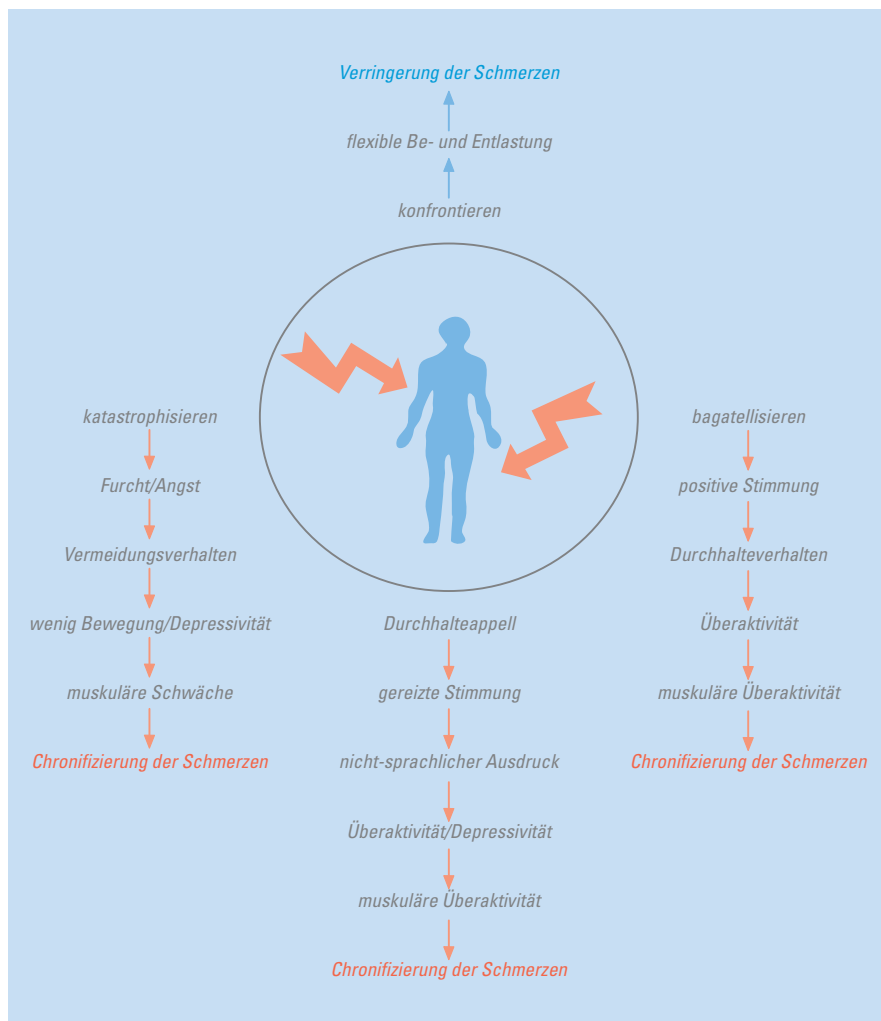 Verringerung der Schmerzen
flexible Be- und Entlastung
konfrontieren
katastrophisieren
Furcht/Angst
Vermeidungsverhalten
wenig Bewegung/Depressivität
muskuläre Schwäche
Chronifizierung der Schmerzen
Durchhalteappell
gereizte Stimmung
nicht-sprachlicher Ausdruck
Überaktivität/Depressivität
muskuläre Überaktivität
Chronifizierung der Schmerzen
bagatellisieren
positive Stimmung
Durchhalteverhalten
Überaktivität
muskuläre Überaktivität
Chronifizierung der Schmerzen